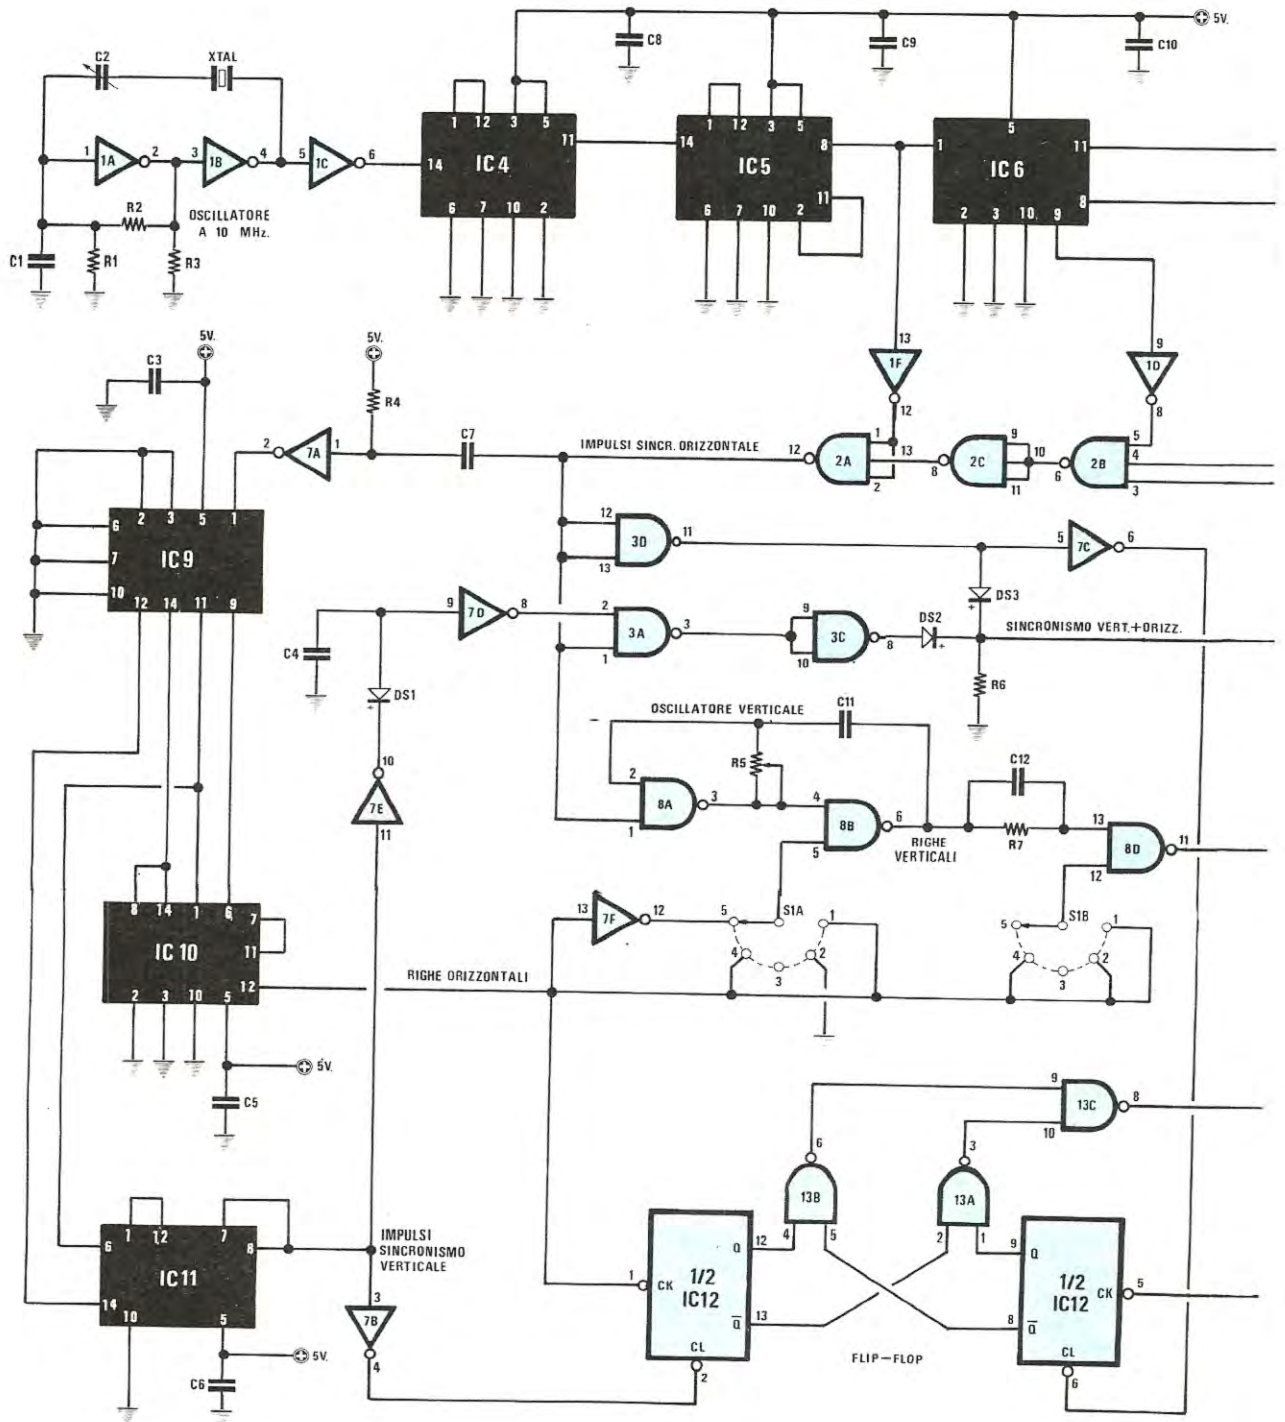 C2 XTAL C8 C9 C10 5V.
1 12 3 5
1 12 3 5
5
1 1A 2 3 1B 4 5 1C 6
14 IC4 11
14 IC5 8 11
1 IC6 11 8
R2 OSCILLATORE
A 10 MHz.
C1 R1 R3
6 7 10 2
6 7 10 2
2 3 10 9
13 1F 12
9 1D 8
5V. C3
5V. R4
C7
IMPULSI SINCR. ORIZZONTALE
2 7A 1
12 2A 1 13 2
8 2C 9 10 11
6 2B 5 4 3
2 3 5 1
6 7 10 IC9
12 14 11 9
12 13 3D 11
5 7C 6
DS3
9 7D 8
2 1 3A 3
9 10 3C 8
DS2
SINCRONISMO VERT.+ORIZZ.
C4
DS1
R6
OSCILLATORE VERTICALE
C11
R5
C12
10 7E 11
2 1 8A 3
4 5 8B 6
RIGHE
VERTICALI
R7
13 12 8D 11
13 7F 12
S1A 5 4 3 2 1
S1B 5 4 3 2 1
8 14 1 6 7
IC10 11 12
2 3 10 5
RIGHE ORIZZONTALI
5V.
C5
9 10 13C 8
6 13B 4 5
3 13A 2 1
1 12 7
6 IC11 8
14 10 5
IMPULSI
SINCRONISMO
VERTICALE
3 7B 4
5V.
C6
1 CK 1/2
IC12
Q 12
Q̅ 13
CL 2
FLIP-FLOP
9 Q
1/2
IC12 CK 5
8 Q̅
CL 6